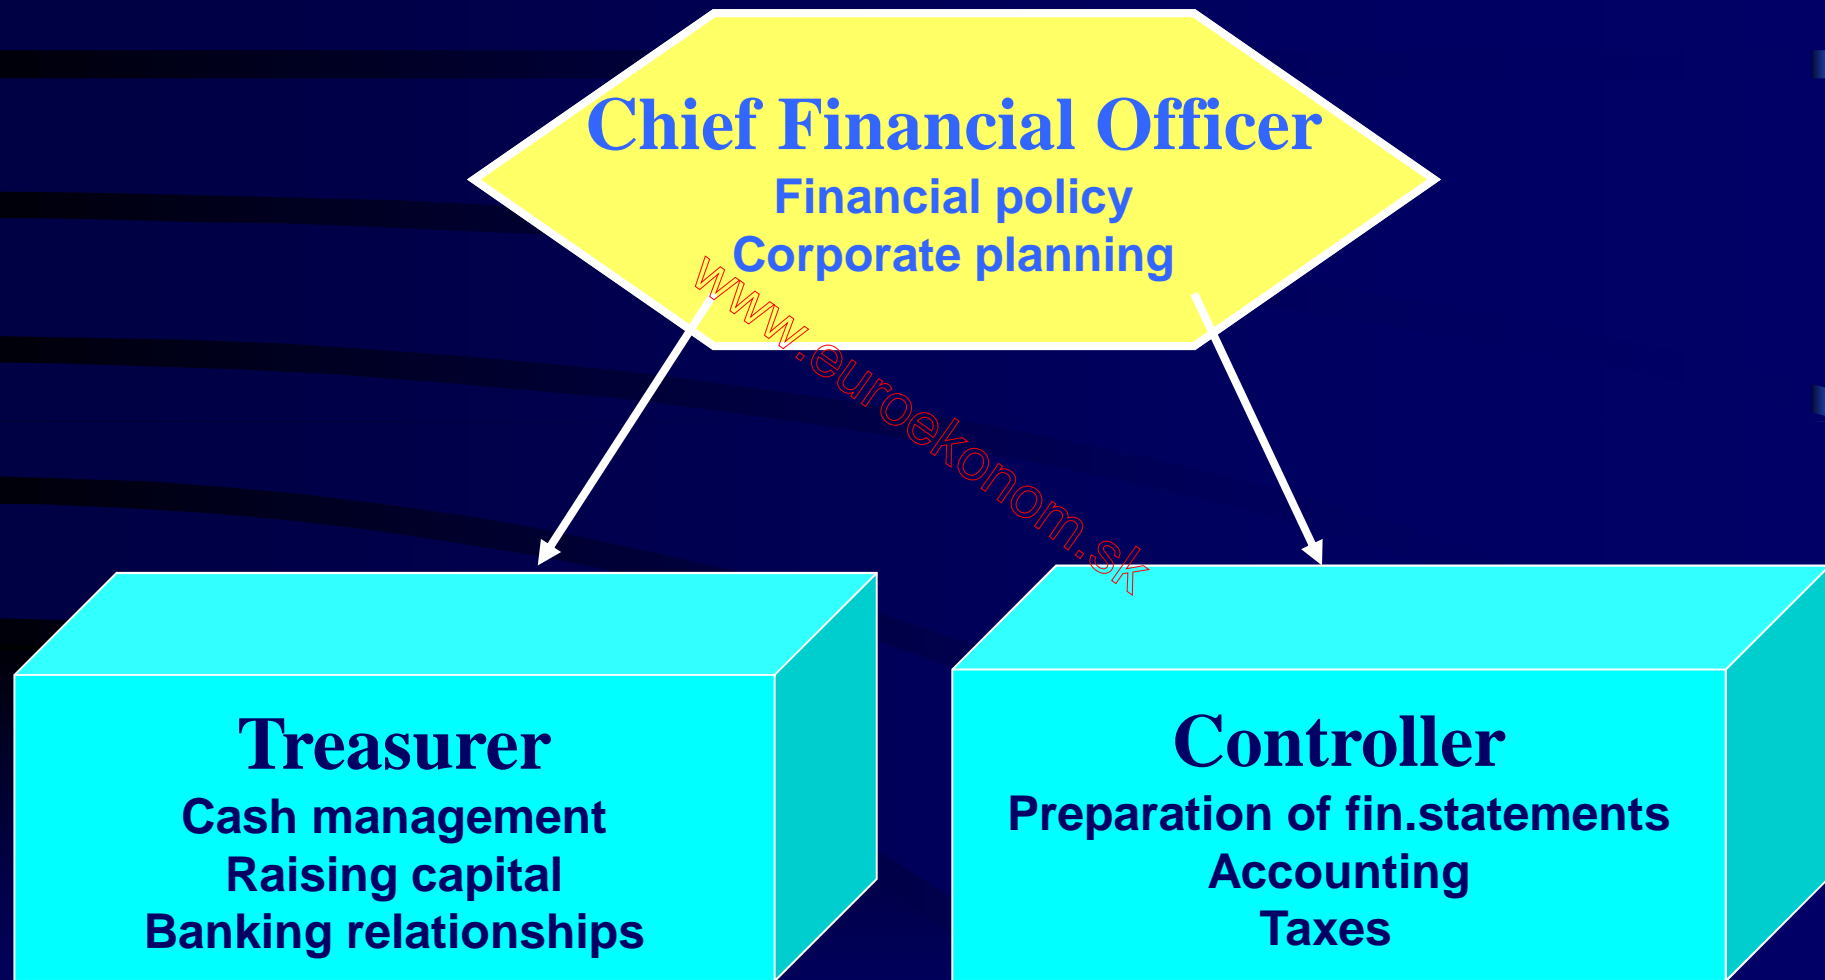 Chief Financial Officer
Financial policy
Corporate planning
www.euroekonom.sk
Treasurer
Cash management
Raising capital
Banking relationships
Controller
Preparation of fin.statements
Accounting
Taxes